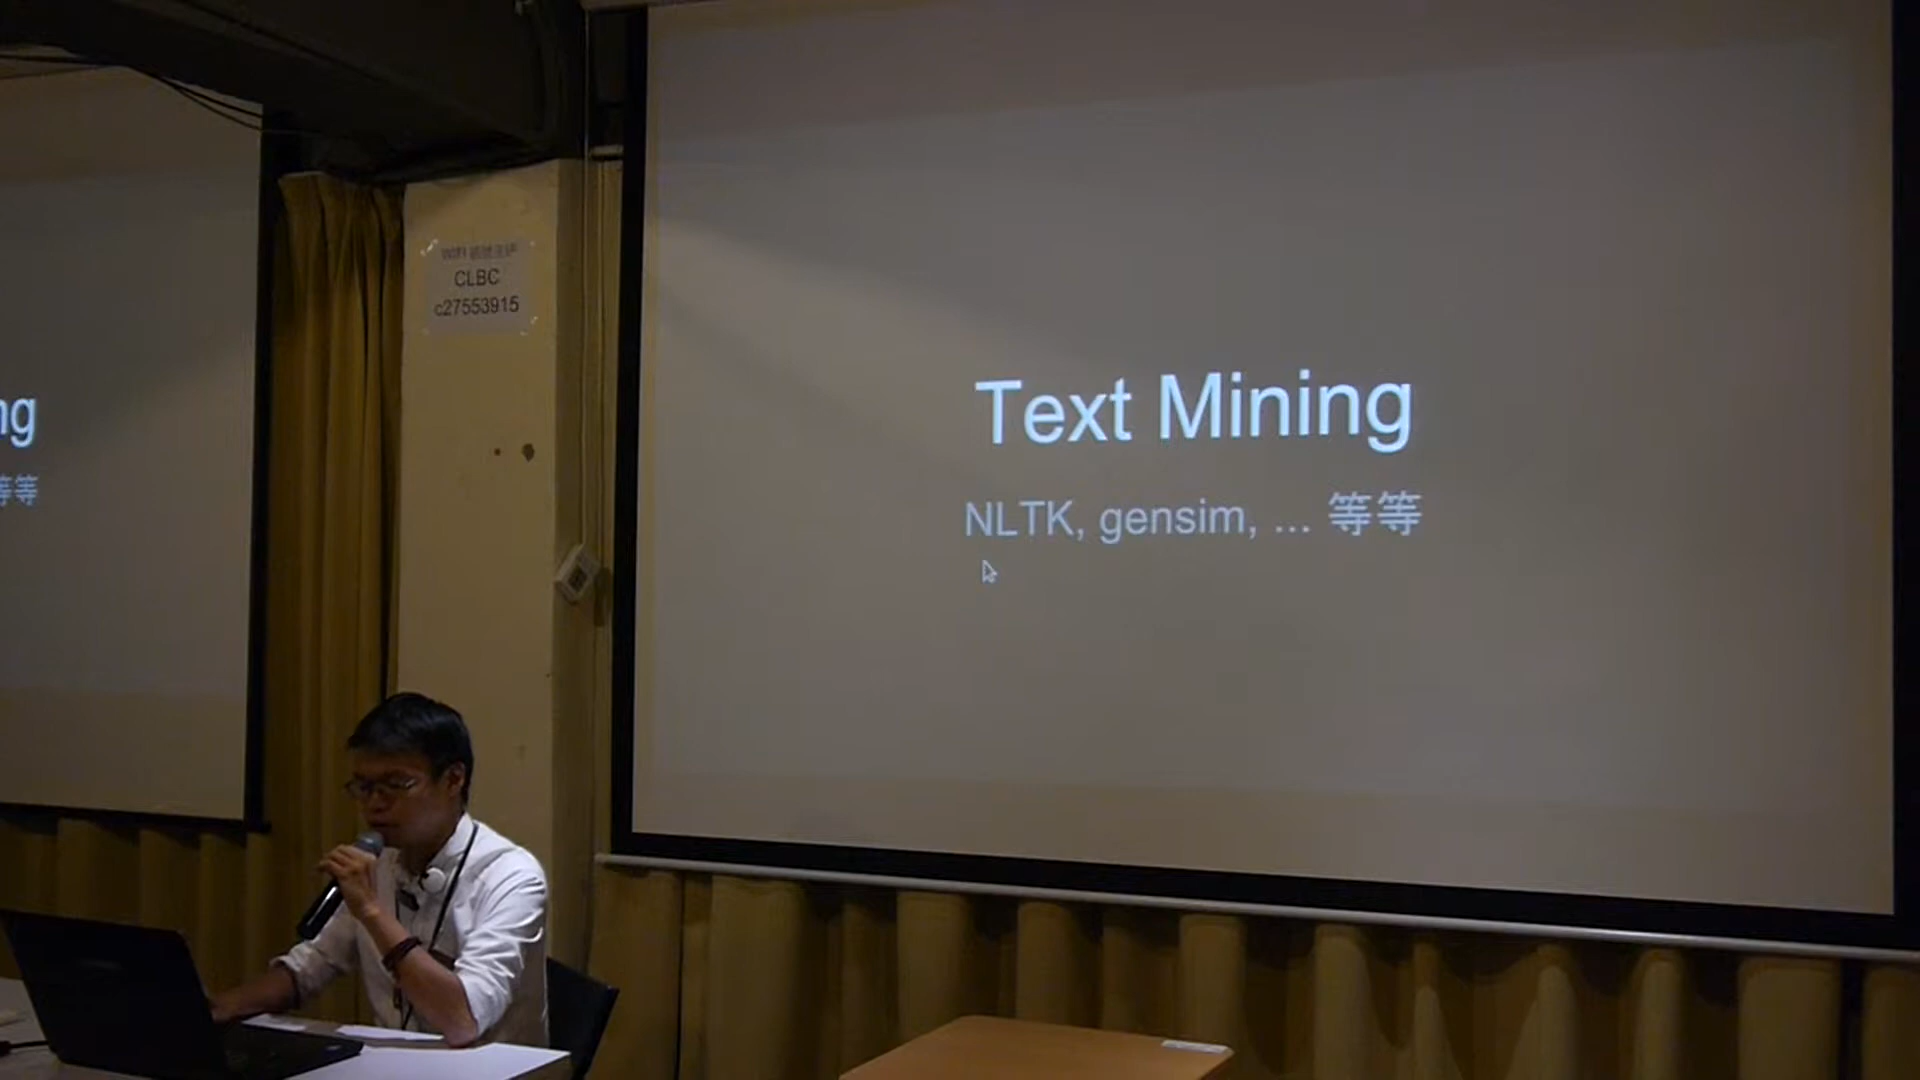 ng
等等
CLBC
c27553915
Text Mining
NLTK, gensim, ... 等等